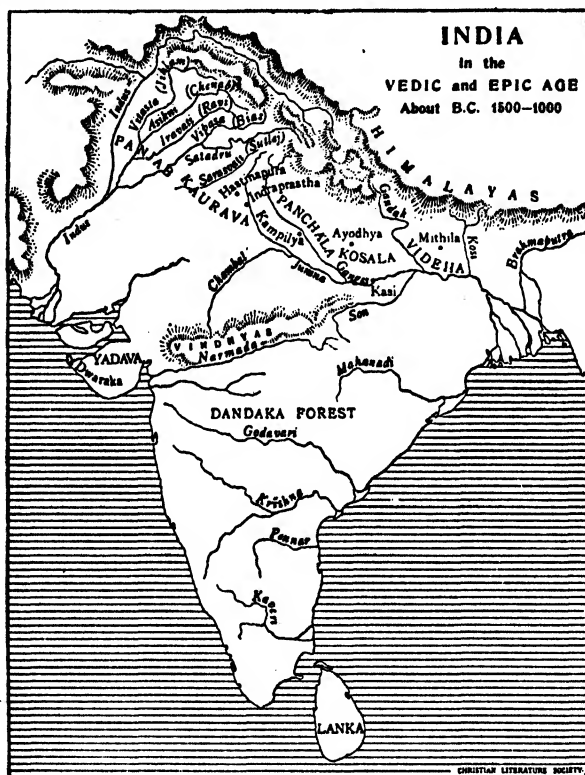 INDIA
in the
VEDIC and EPIC AGE
About B.C. 1500–1000
HIMALAYAS
Indus
Vitasta (Jehlam)
Asikni (Chenab)
Iravati (Ravi)
Vipasa (Bias)
PANJAB
Satadru (Sutlej)
Sarasvati
Hastinapura
Indraprastha
KAURAVA
PANCHALA
Kampilya
Gandak
Ayodhya
KOSALA
Mithila
VIDEHA
Kosi
Brahmaputra
Indus
Chambal
Jumna
Ganges
Kasi
Son
VINDHYAS
Narmada
YADAVA
Dwaraka
Mahanadi
DANDAKA FOREST
Godavari
Krishna
Pennar
Kaveri
LANKA
CHRISTIAN LITERATURE SOCIETY.